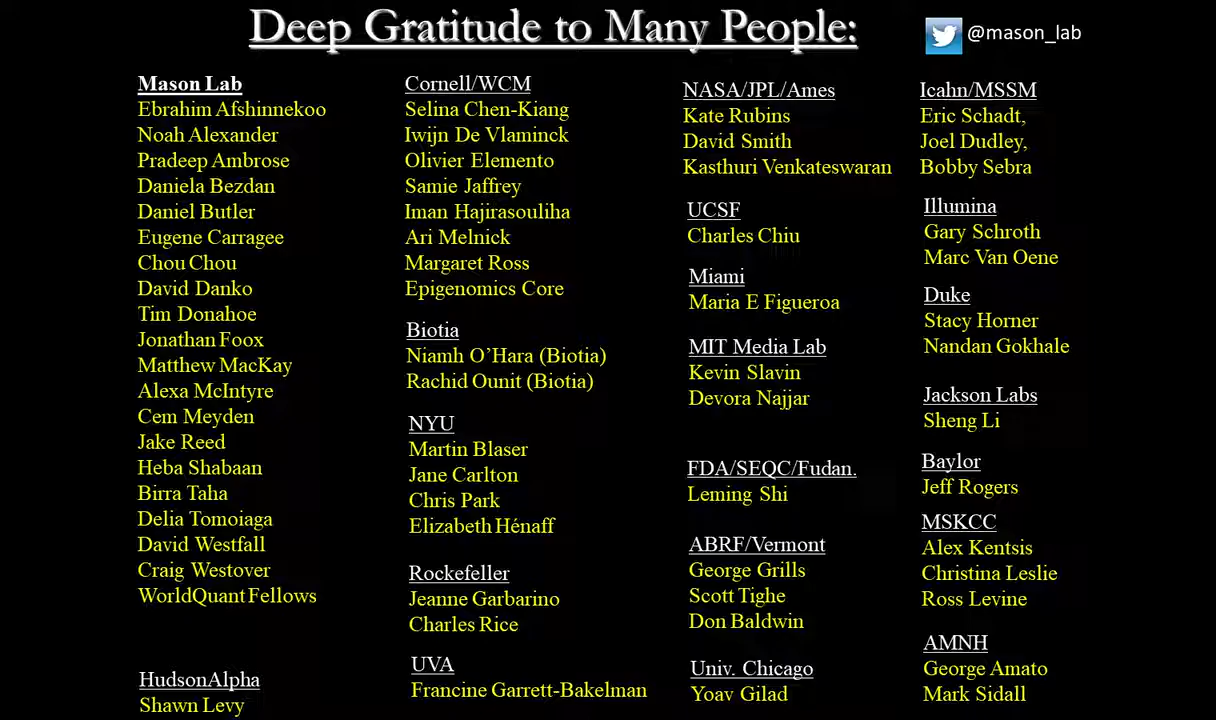 Deep Gratitude to Many People:
@mason_lab
Mason Lab
Ebrahim Afshinnekoo
Noah Alexander
Pradeep Ambrose
Daniela Bezdan
Daniel Butler
Eugene Carragee
Chou Chou
David Danko
Tim Donahoe
Jonathan Foox
Matthew MacKay
Alexa McIntyre
Cem Meyden
Jake Reed
Heba Shabaan
Birra Taha
Delia Tomoiaga
David Westfall
Craig Westover
WorldQuant Fellows
HudsonAlpha
Shawn Levy
Cornell/WCM
Selina Chen-Kiang
Iwijn De Vlaminck
Olivier Elemento
Samie Jaffrey
Iman Hajirasouliha
Ari Melnick
Margaret Ross
Epigenomics Core
Biotia
Niamh O’Hara (Biotia)
Rachid Ounit (Biotia)
NYU
Martin Blaser
Jane Carlton
Chris Park
Elizabeth Hénaff
Rockefeller
Jeanne Garbarino
Charles Rice
UVA
Francine Garrett-Bakelman
NASA/JPL/Ames
Kate Rubins
David Smith
Kasthuri Venkateswaran
UCSF
Charles Chiu
Miami
Maria E Figueroa
MIT Media Lab
Kevin Slavin
Devora Najjar
FDA/SEQC/Fudan.
Leming Shi
ABRF/Vermont
George Grills
Scott Tighe
Don Baldwin
Univ. Chicago
Yoav Gilad
Icahn/MSSM
Eric Schadt,
Joel Dudley,
Bobby Sebra
Illumina
Gary Schroth
Marc Van Oene
Duke
Stacy Horner
Nandan Gokhale
Jackson Labs
Sheng Li
Baylor
Jeff Rogers
MSKCC
Alex Kentsis
Christina Leslie
Ross Levine
AMNH
George Amato
Mark Sidall